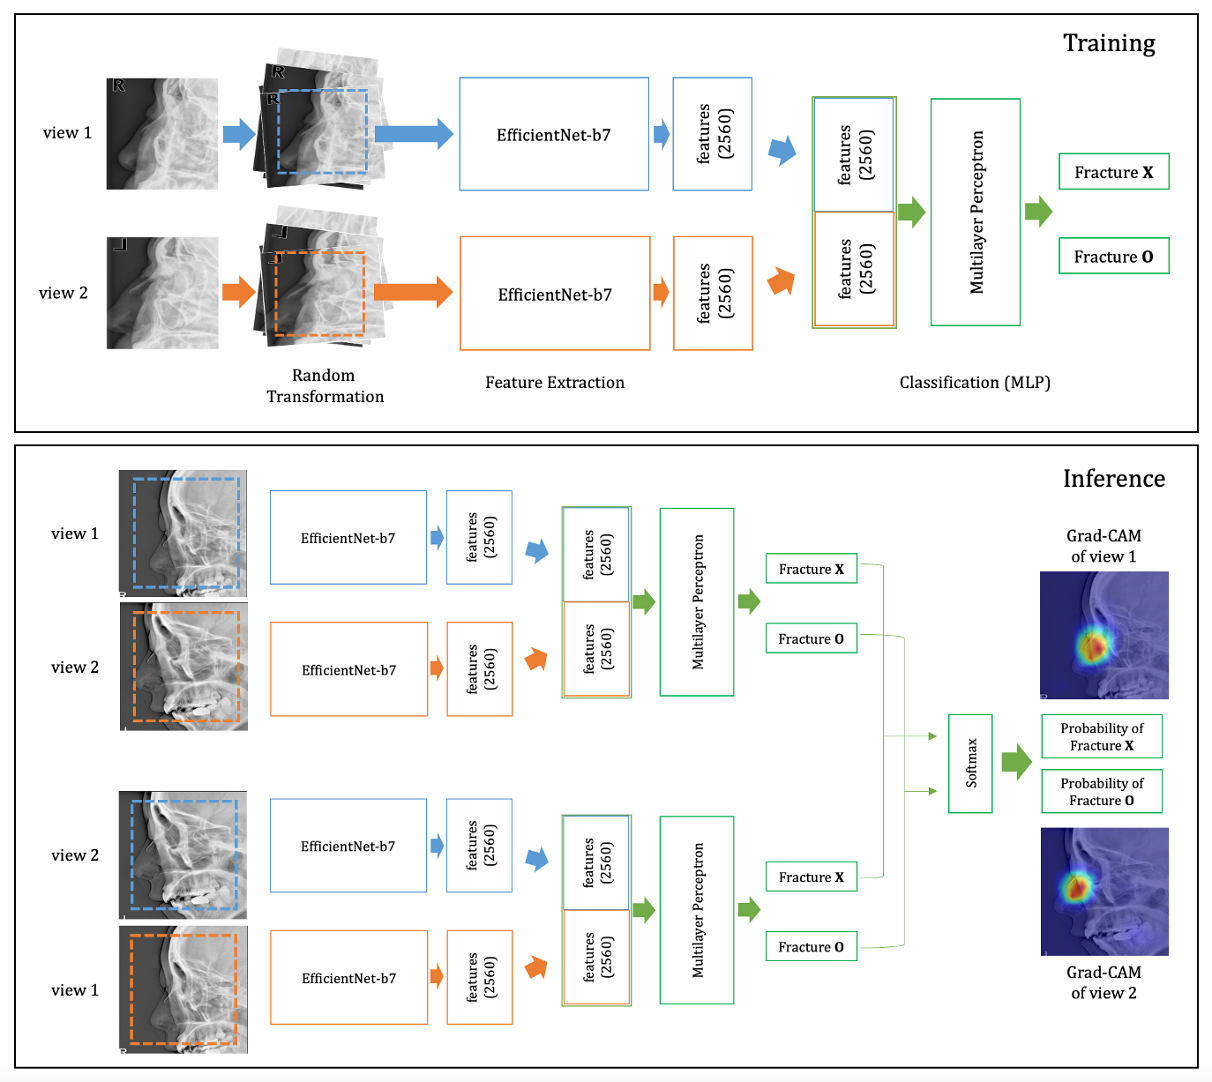 Training
view 1
R
R
R
EfficientNet-b7
features
(2560)
features
(2560)
Multilayer Perceptron
Fracture X
Fracture O
view 2
L
L
L
EfficientNet-b7
features
(2560)
features
(2560)
Random
Transformation
Feature Extraction
Classification (MLP)
Inference
view 1
EfficientNet-b7
features
(2560)
features
(2560)
Multilayer Perceptron
Fracture X
Fracture O
view 2
EfficientNet-b7
features
(2560)
features
(2560)
view 2
EfficientNet-b7
features
(2560)
features
(2560)
Multilayer Perceptron
Fracture X
Fracture O
view 1
EfficientNet-b7
features
(2560)
features
(2560)
Grad-CAM
of view 1
Softmax
Probability of
Fracture X
Probability of
Fracture O
Grad-CAM
of view 2